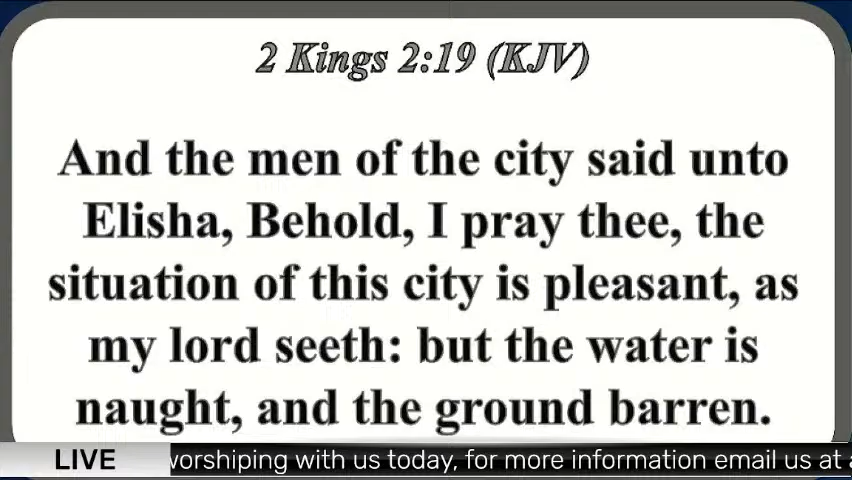 2 Kings 2:19 (KJV)
And the men of the city said unto
Elisha, Behold, I pray thee, the
situation of this city is pleasant, as
my lord seeth: but the water is
naught, and the ground barren.
LIVE worshiping with us today, for more information email us at